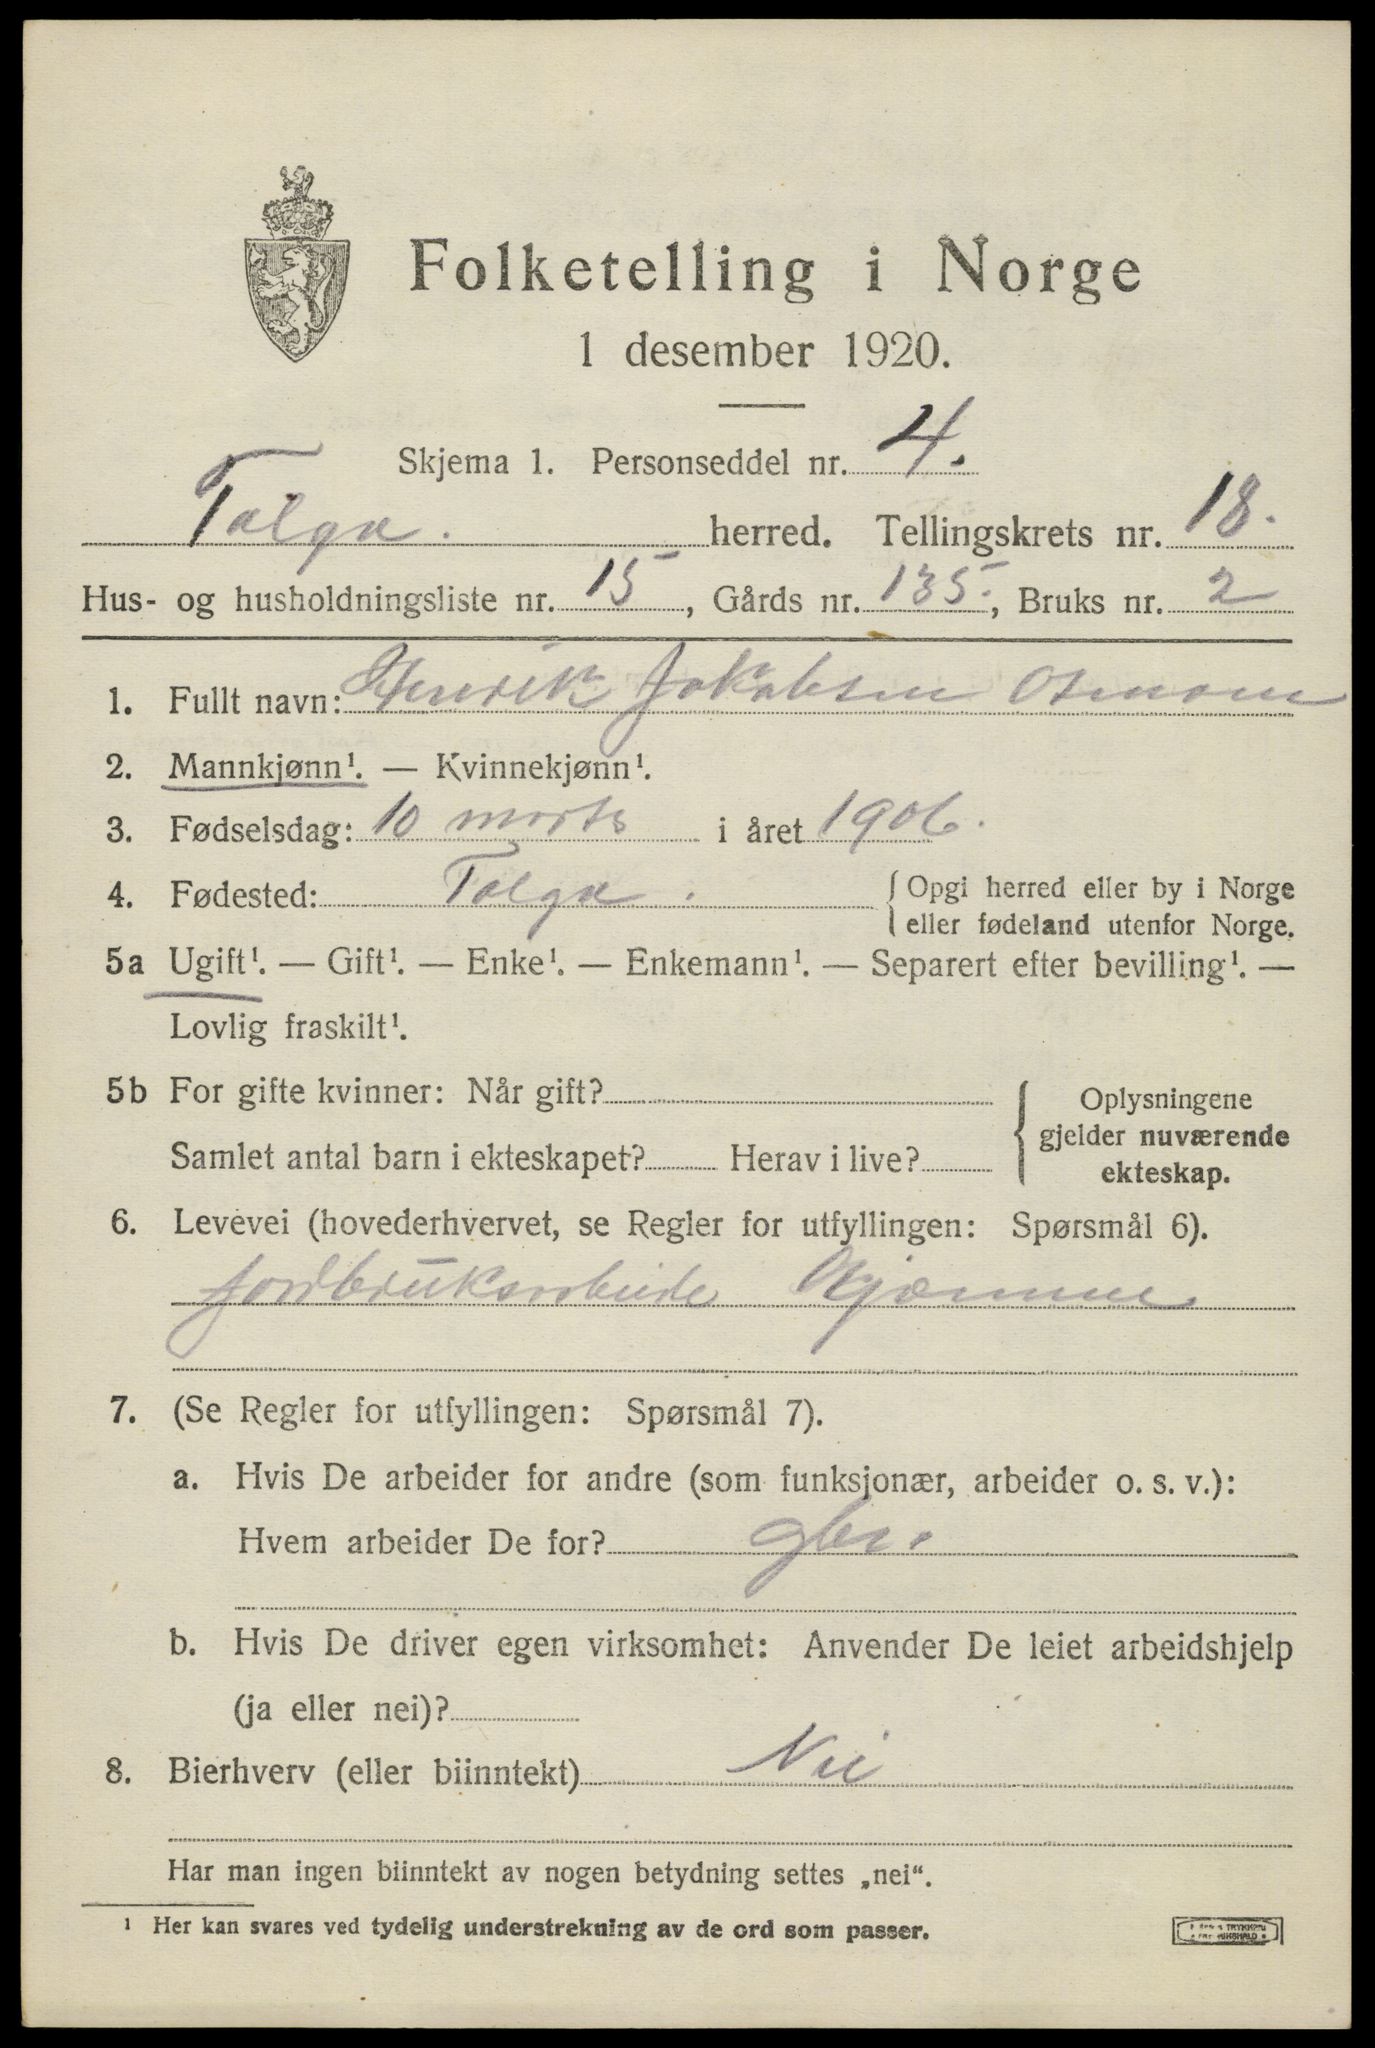 Folketelling i Norge
1 desember 1920.
Skjema 1. Personseddel nr. 4.
Tolga. herred. Tellingskrets nr. 18.
Hus- og husholdningsliste nr. 15, Gårds nr. 135., Bruks nr. 2
1. Fullt navn: Henrik Jakobsen
2. Mannkjønn¹. — Kvinnekjønn¹.
3. Fødselsdag: 10 marts i året 1906.
4. Fødested: Tolga. {Opgi herred eller by i Norge
eller fødeland utenfor Norge.
5a Ugift¹. — Gift¹. — Enke¹. — Enkemann¹. — Separert efter bevilling¹. —
Lovlig fraskilt¹.
5b For gifte kvinner: Når gift?
Samlet antal barn i ekteskapet? Herav i live?
Oplysningene
gjelder nuværende
ekteskap.
6. Levevei (hovederhvervet, se Regler for utfyllingen: Spørsmål 6).
Jordbruksarbeide Hjemme
7. (Se Regler for utfyllingen: Spørsmål 7).
a. Hvis De arbeider for andre (som funksjonær, arbeider o. s. v.):
Hvem arbeider De for?
b. Hvis De driver egen virksomhet: Anvender De leiet arbeidshjelp
(ja eller nei)?
8. Bierhverv (eller biinntekt) Nei
Har man ingen biinntekt av nogen betydning settes „nei“.
¹ Her kan svares ved tydelig understrekning av de ord som passer.